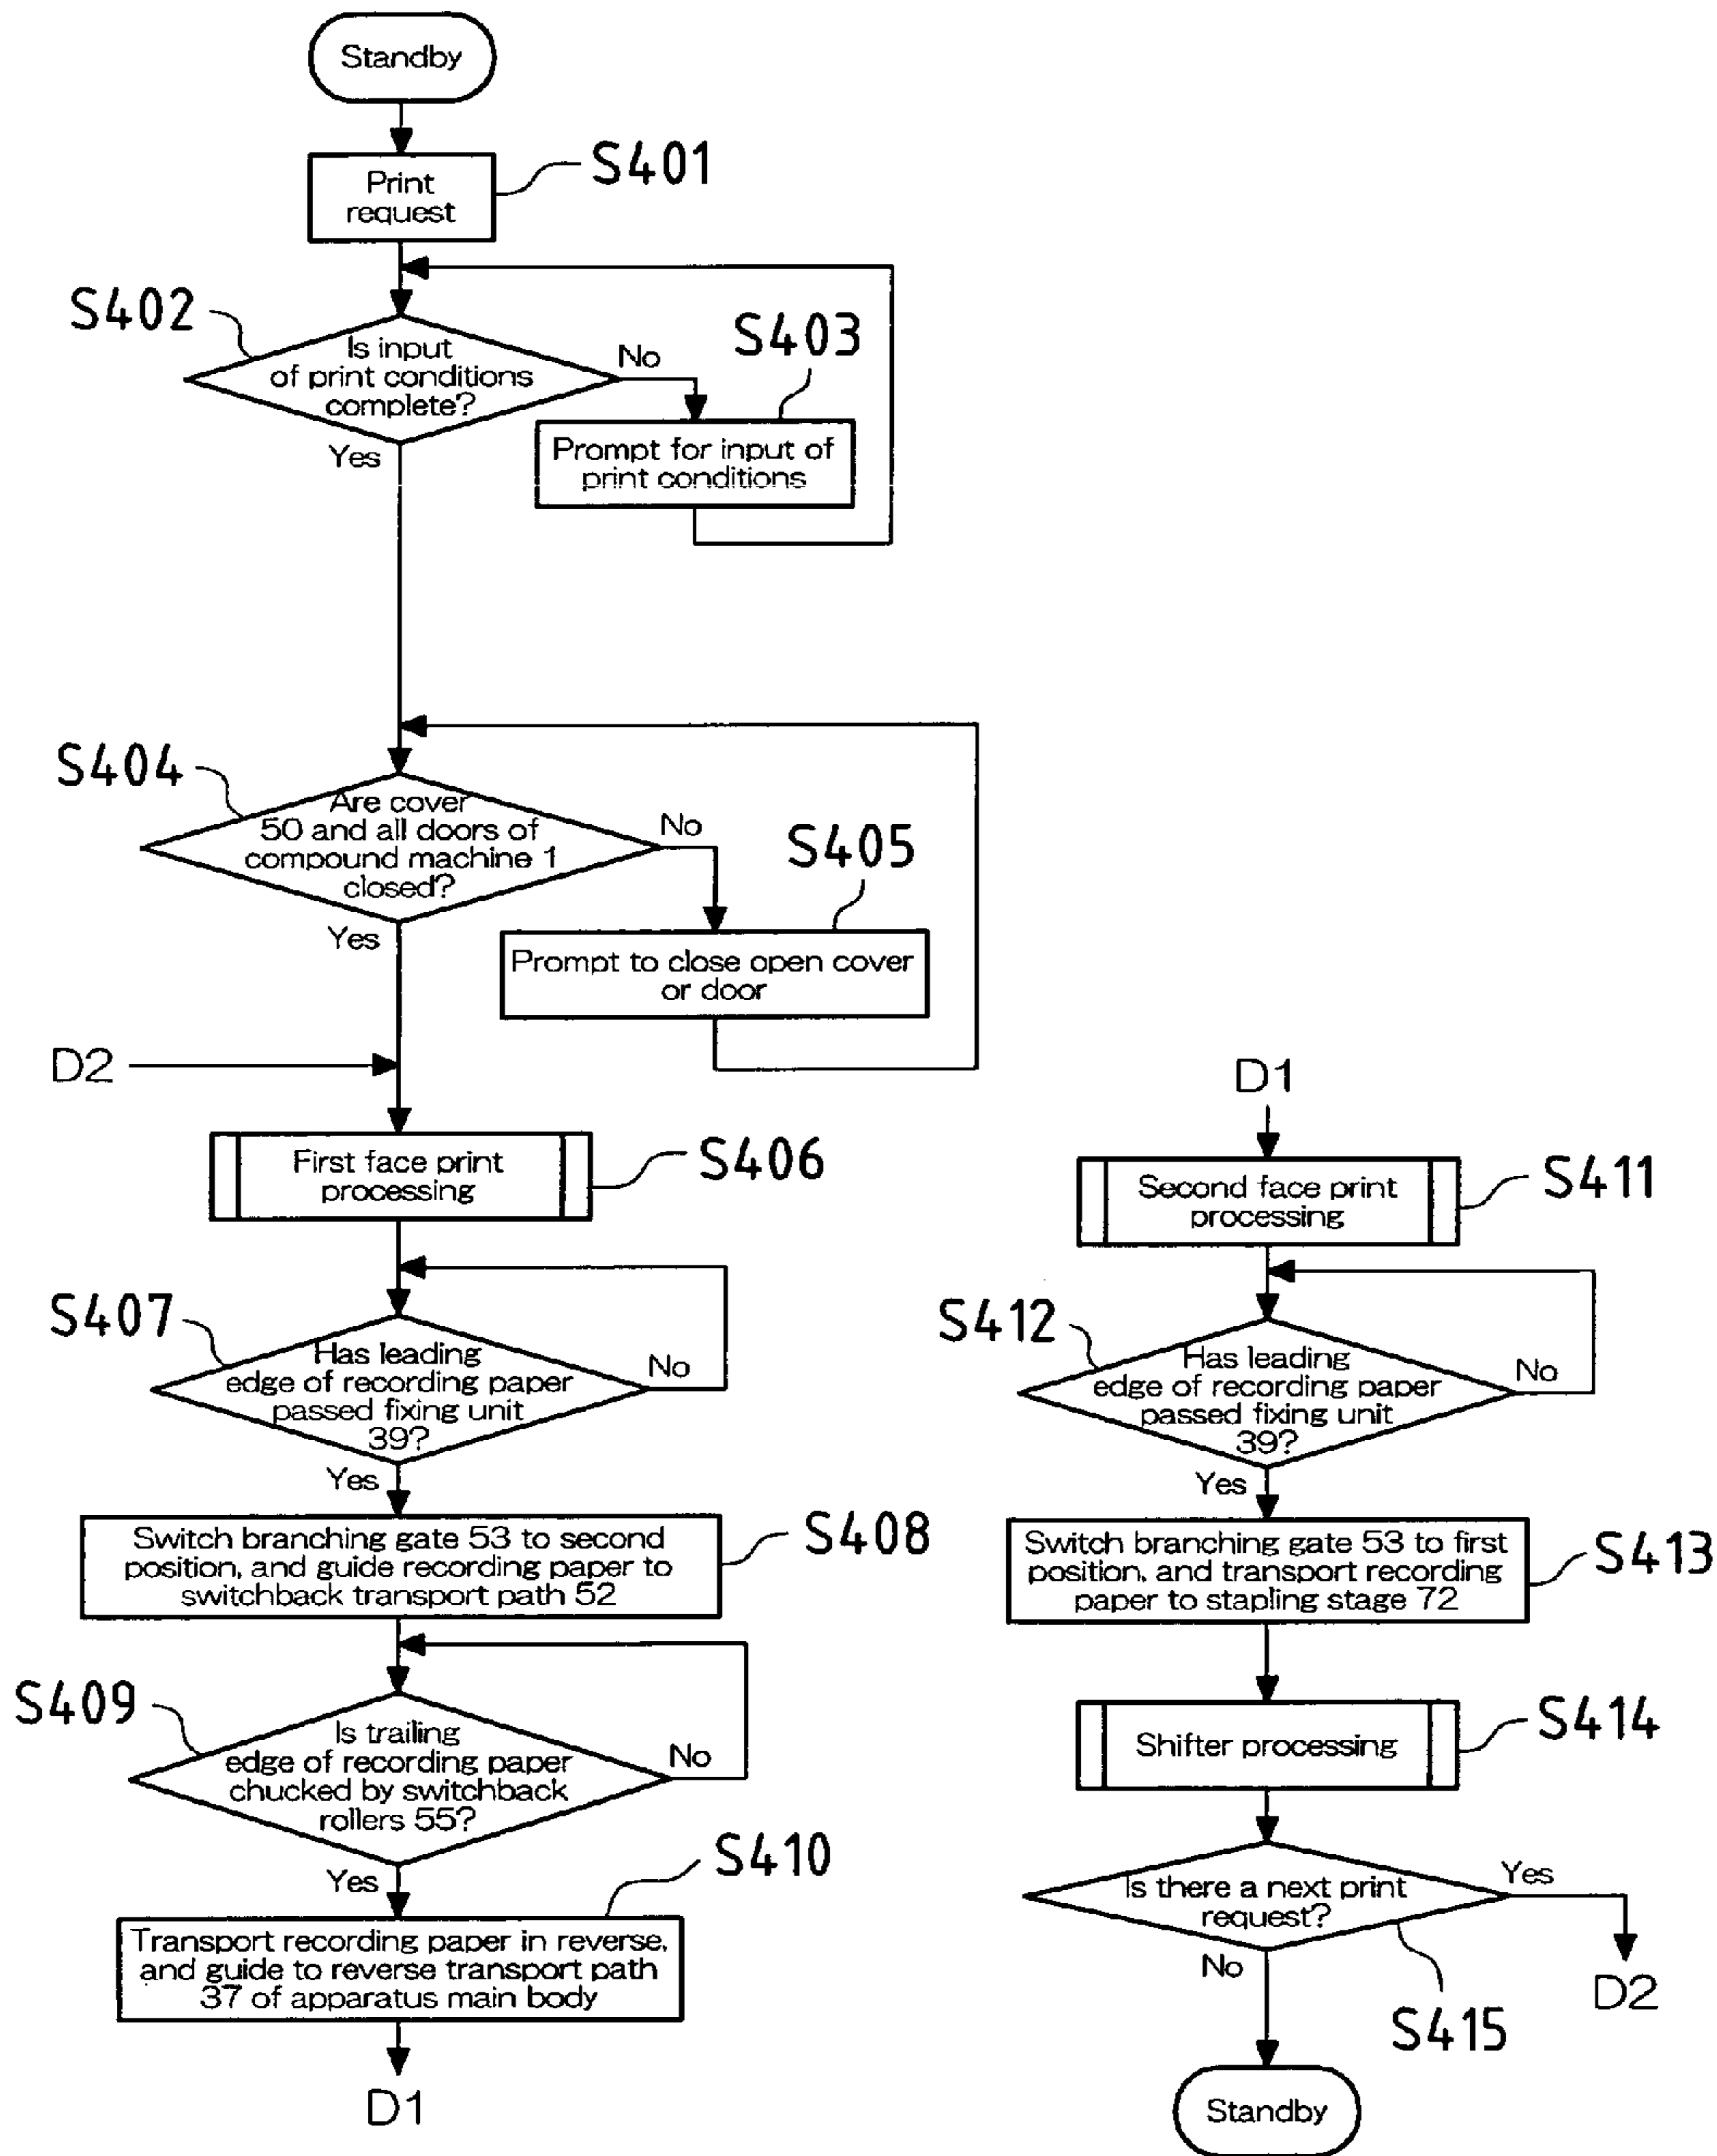 Standby
S401
Print
request
S402
Is input
of print conditions
complete?
No
Yes
S403
Prompt for input of
print conditions
S404
Are cover
50 and all doors of
compound machine 1
closed?
No
Yes
S405
Prompt to close open cover
or door
D2
First face print
processing
S406
S407
Has leading
edge of recording paper
passed fixing unit
39?
No
Yes
Switch branching gate 53 to second
position, and guide recording paper to
switchback transport path 52
S408
S409
Is trailing
edge of recording paper
chucked by switchback
rollers 55?
No
Yes
S410
Transport recording paper in reverse,
and guide to reverse transport path
37 of apparatus main body
D1
D1
Second face print
processing
S411
S412
Has leading
edge of recording paper
passed fixing unit
39?
No
Yes
Switch branching gate 53 to first
position, and transport recording
paper to stapling stage 72
S413
Shifter processing
S414
Is there a next print
request?
Yes
No
D2
S415
Standby